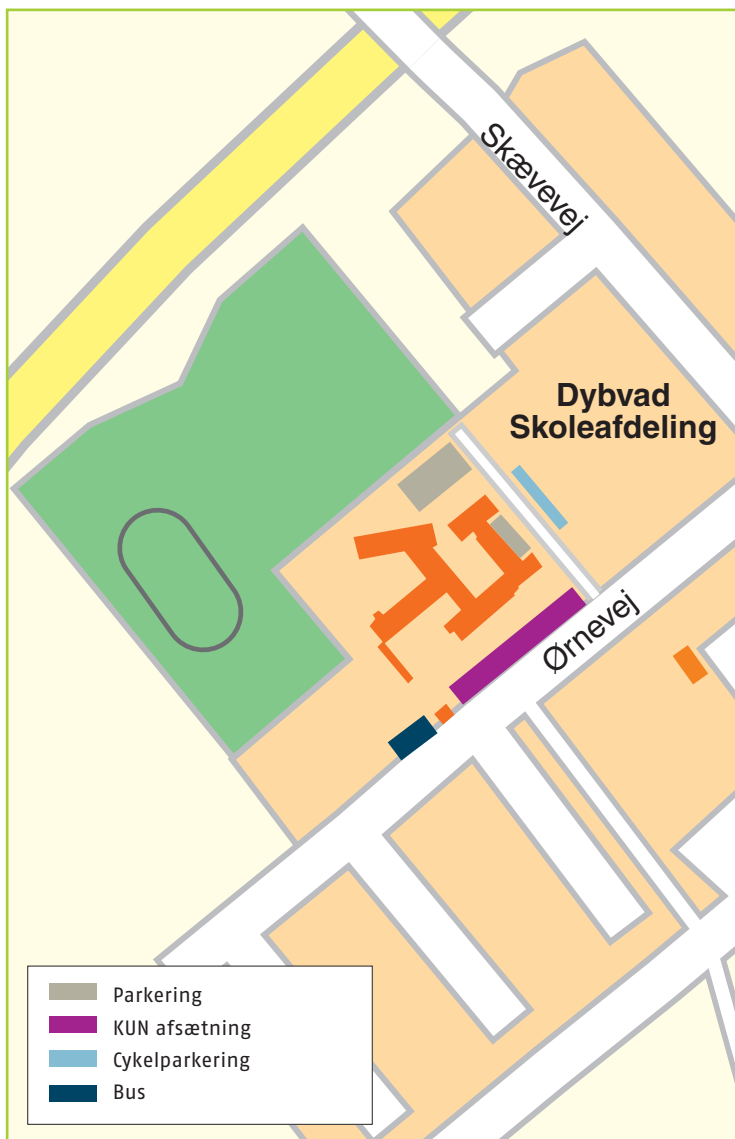 Skævevej
Dybvad
Skoleafdeling
Ørnevej
Parkering
KUN afsætning
Cykelparkering
Bus